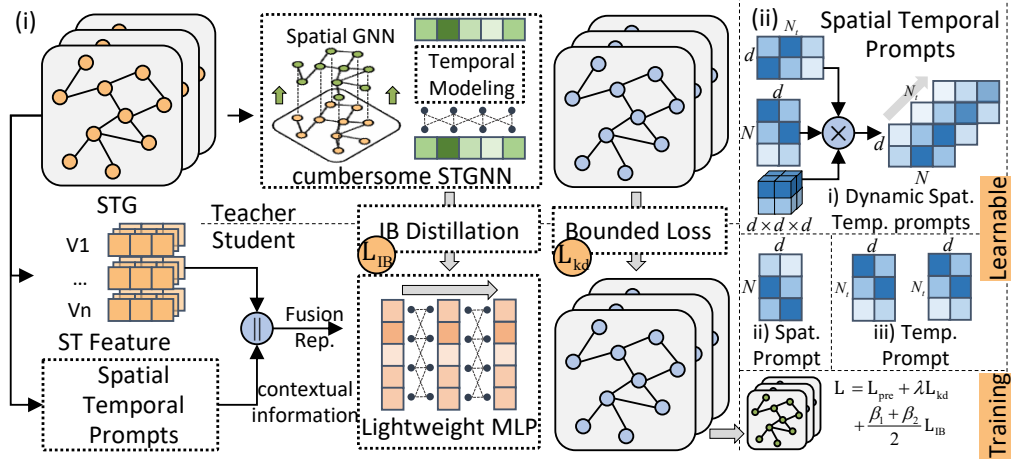 (i)
Spatial GNN
Temporal
Modeling
cumbersome STGNN
STG
Teacher
Student
IB Distillation
Bounded Loss
L_IB
L_kd
V1
...
Vn
ST Feature
||
Fusion
Rep.
contextual
information
Spatial
Temporal
Prompts
Lightweight MLP
(ii)
Spatial Temporal
Prompts
N_t
d
d
N
d×d×d
×
N_t
d
N
i) Dynamic Spat.
Temp. prompts
Learnable
d
N
ii) Spat.
Prompt
d
N_t
d
N_t
iii) Temp.
Prompt
L = L_pre + λL_kd
+ (β_1 + β_2)/2 L_IB
Training